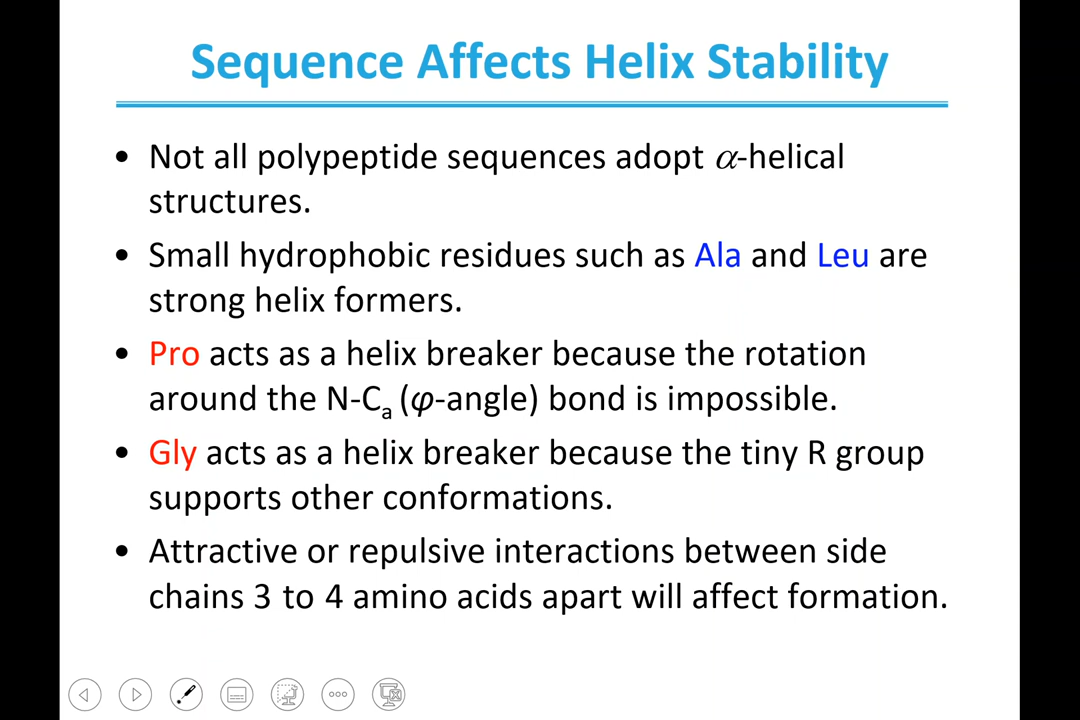 Sequence Affects Helix Stability
• Not all polypeptide sequences adopt α-helical
structures.
• Small hydrophobic residues such as Ala and Leu are
strong helix formers.
• Pro acts as a helix breaker because the rotation
around the N-Ca (φ-angle) bond is impossible.
• Gly acts as a helix breaker because the tiny R group
supports other conformations.
• Attractive or repulsive interactions between side
chains 3 to 4 amino acids apart will affect formation.